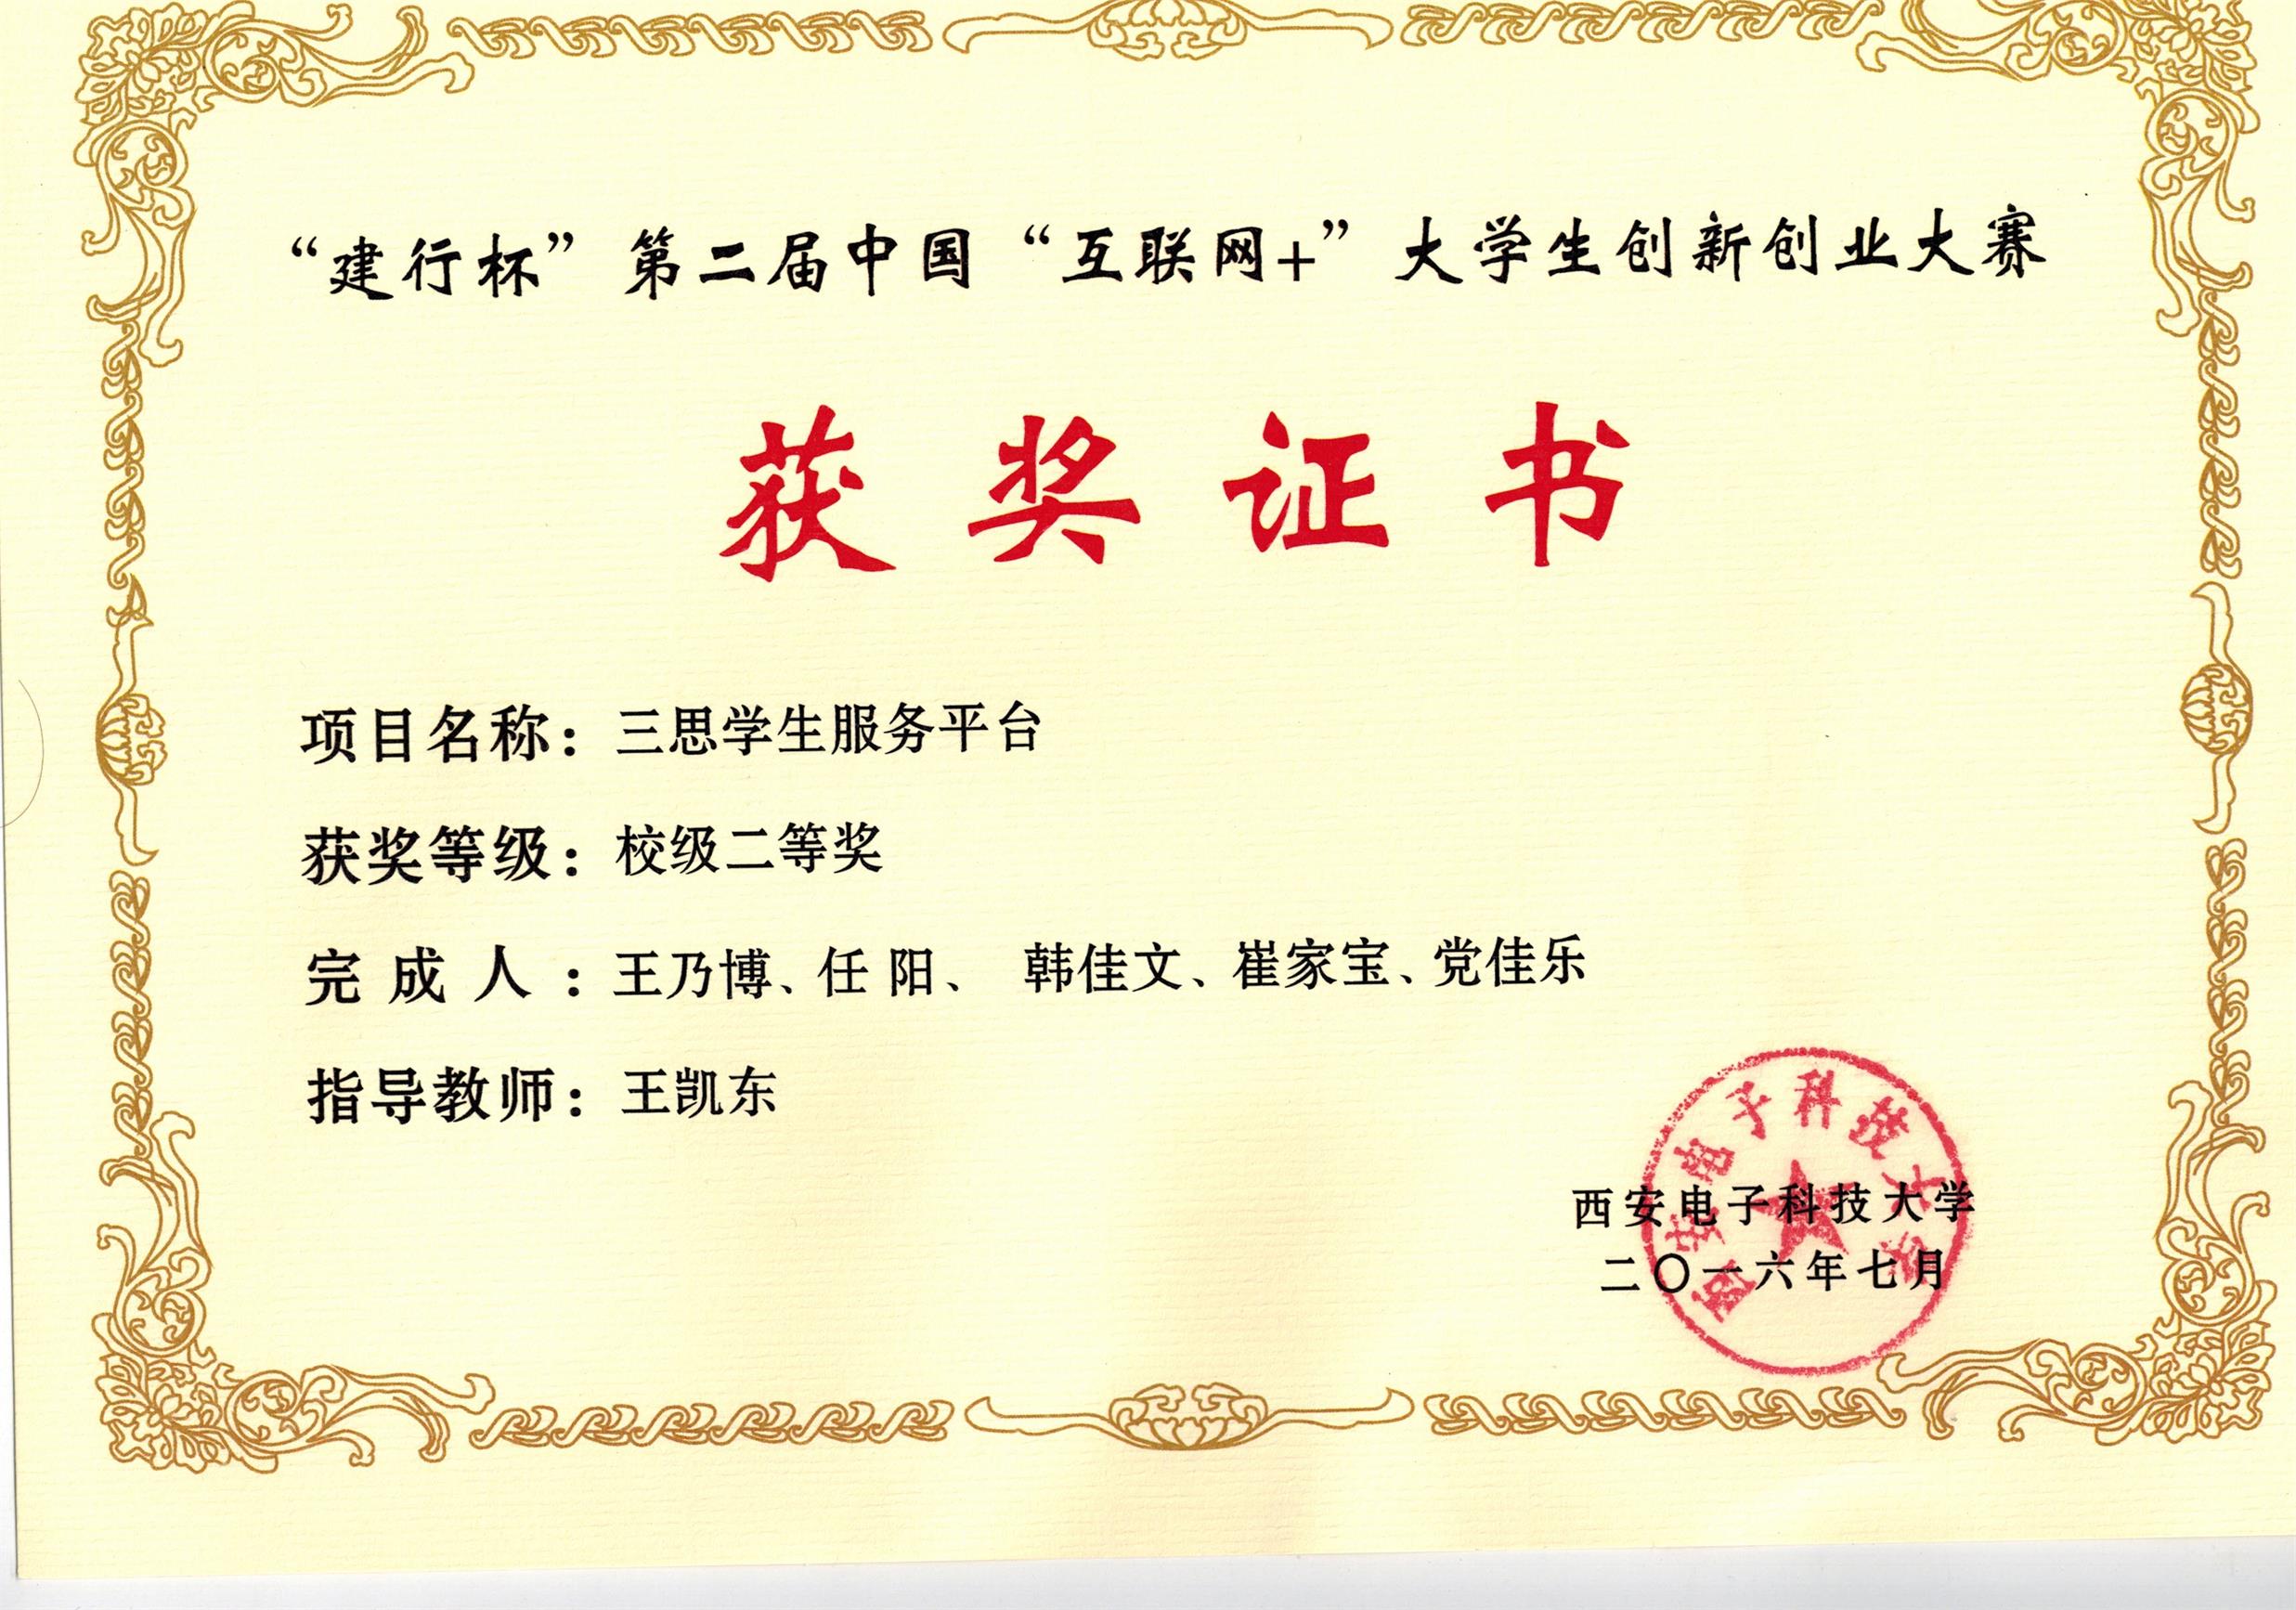 “建行杯”第二届中国“互联网+”大学生创新创业大赛
获奖证书
项目名称：三思学生服务平台
获奖等级：校级二等奖
完成人：王乃博、任阳、 韩佳文、崔家宝、党佳乐
指导教师：王凯东
西安电子科技大学
西安电子科技大学
二〇一六年七月